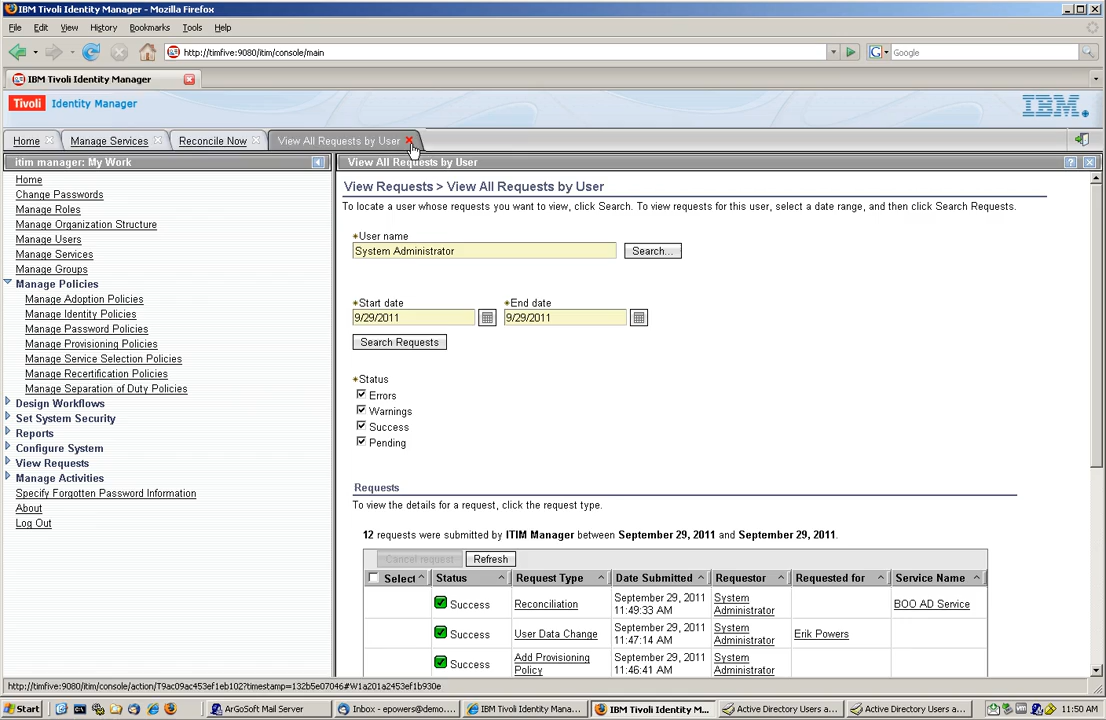 IBM Tivoli Identity Manager - Mozilla Firefox
File Edit View History Bookmarks Tools Help
http://timfive:9080/itim/console/main
G Google
IBM Tivoli Identity Manager
Tivoli Identity Manager
IBM.
Home Manage Services Reconcile Now View All Requests by User
itim manager: My Work
Home
Change Passwords
Manage Roles
Manage Organization Structure
Manage Users
Manage Services
Manage Groups
Manage Policies
Manage Adoption Policies
Manage Identity Policies
Manage Password Policies
Manage Provisioning Policies
Manage Service Selection Policies
Manage Recertification Policies
Manage Separation of Duty Policies
Design Workflows
Set System Security
Reports
Configure System
View Requests
Manage Activities
Specify Forgotten Password Information
About
Log Out
View All Requests by User
?
View Requests > View All Requests by User
To locate a user whose requests you want to view, click Search. To view requests for this user, select a date range, and then click Search Requests.
*User name
System Administrator Search...
*Start date *End date
9/29/2011 9/29/2011
Search Requests
*Status
Errors
Warnings
Success
Pending
Requests
To view the details for a request, click the request type.
12 requests were submitted by ITIM Manager between September 29, 2011 and September 29, 2011.
Cancel request Refresh
Select ^ Status ^ Request Type ^ Date Submitted ^ Requestor ^ Requested for ^ Service Name ^
Success Reconciliation September 29, 2011 11:49:33 AM System Administrator BOO AD Service
Success User Data Change September 29, 2011 11:47:14 AM System Administrator Erik Powers
Success Add Provisioning Policy September 29, 2011 11:46:41 AM System Administrator
http://timfive:9080/itim/console/action/T9ac09ac453ef1eb102?timestamp=132b5e07046#W1a201a2453ef1b930e
Start ArGoSoft Mail Server Inbox - epowers@demo.... IBM Tivoli Identity Mana... IBM Tivoli Identity M... Active Directory Users a... Active Directory Users a... 11:50 AM